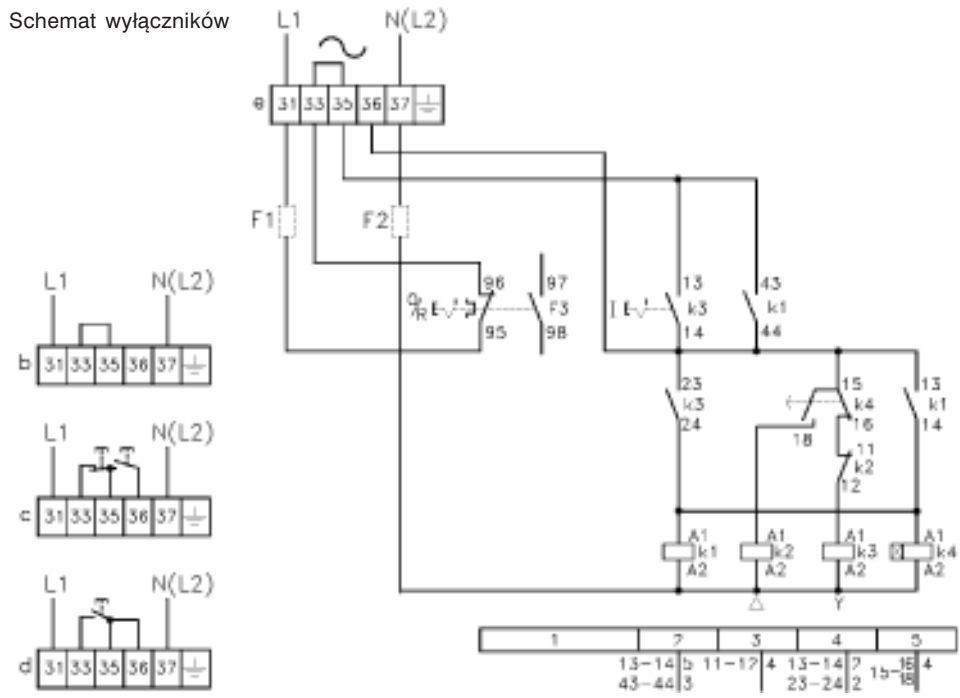 Schemat wyłączników
L1 N(L2)
e 31 33 35 36 37
F1 F2
96 97 13 43
F3 I k3 k1
95 98 14 44
L1 N(L2)
b 31 33 35 36 37
23 15 13
k3 k4 k1
24 18 16 14
11
k2
12
L1 N(L2)
c 31 33 35 36 37
A1 A1 A1 A1
k1 k2 k3 k4
A2 A2 A2 A2
Δ Y
L1 N(L2)
d 31 33 35 36 37
1 2 3 4 5
13-14 5 11-12 4 13-14 2 15-16 4
43-44 3 23-24 2 18